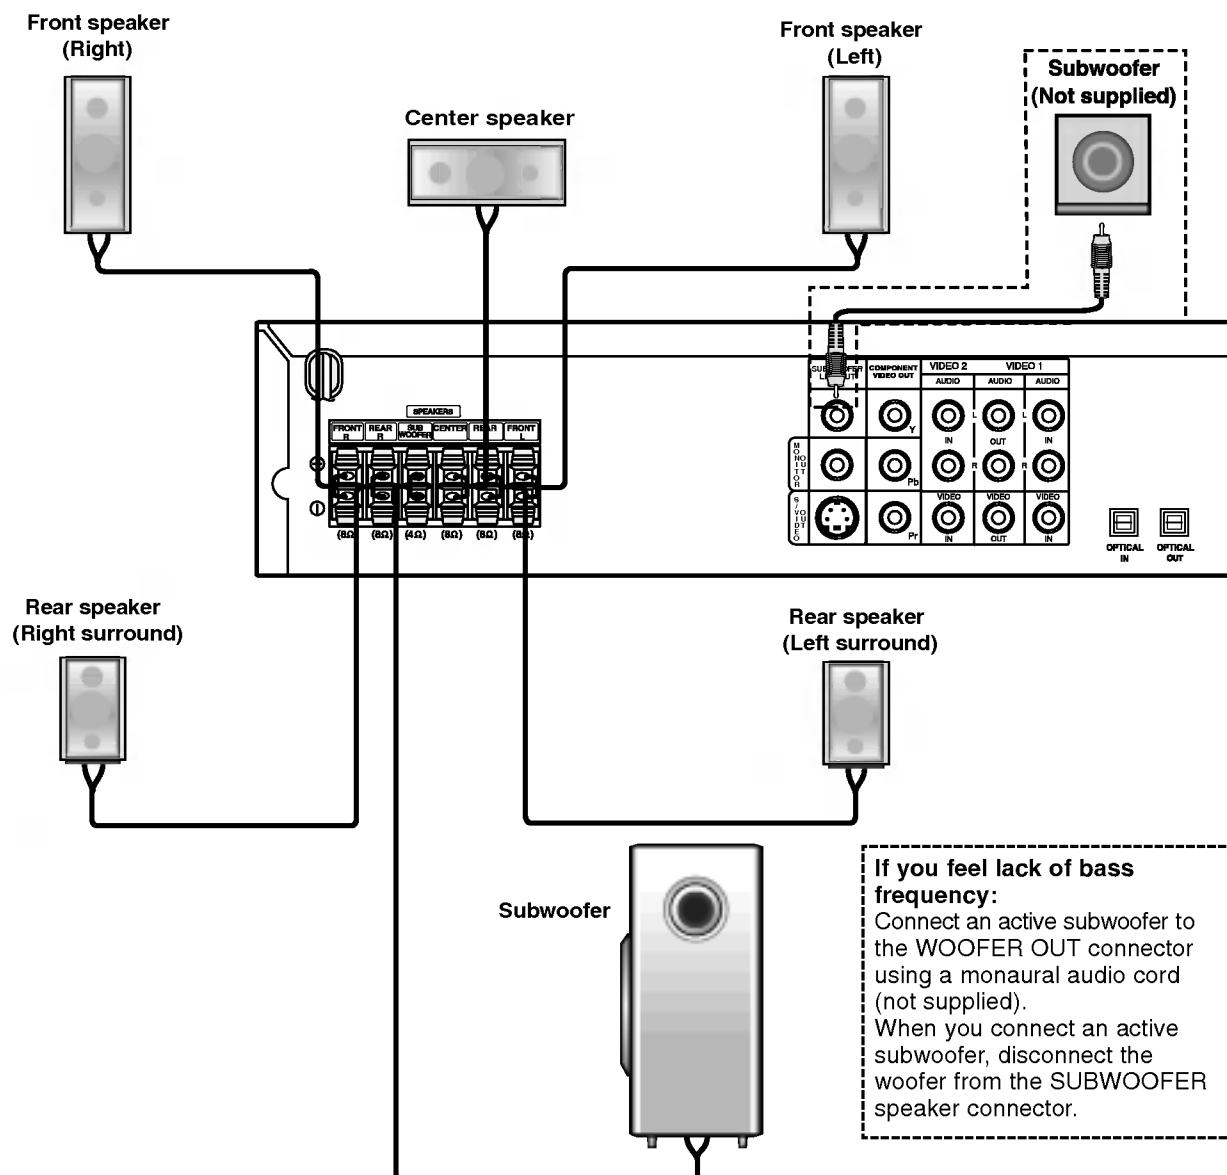 Front speaker
(Right)
Front speaker
(Left)
Subwoofer
(Not supplied)
Center speaker
SPEAKERS
FRONT
R
REAR
R
SUB
WOOFER
CENTER
FRONT
L
(8Ω)
(4Ω)
(8Ω)
(8Ω)
COMPONENT
VIDEO OUT
VIDEO 2
VIDEO 1
AUDIO
AUDIO
AUDIO
Y
L
L
IN
OUT
IN
MONITOR
OUT
Pb
R
R
OUT
Pr
VIDEO
VIDEO
VIDEO
IN
OUT
IN
OPTICAL
IN
OPTICAL
OUT
Rear speaker
(Right surround)
Rear speaker
(Left surround)
Subwoofer
If you feel lack of bass
frequency:
Connect an active subwoofer to
the WOOFER OUT connector
using a monaural audio cord
(not supplied).
When you connect an active
subwoofer, disconnect the
woofer from the SUBWOOFER
speaker connector.